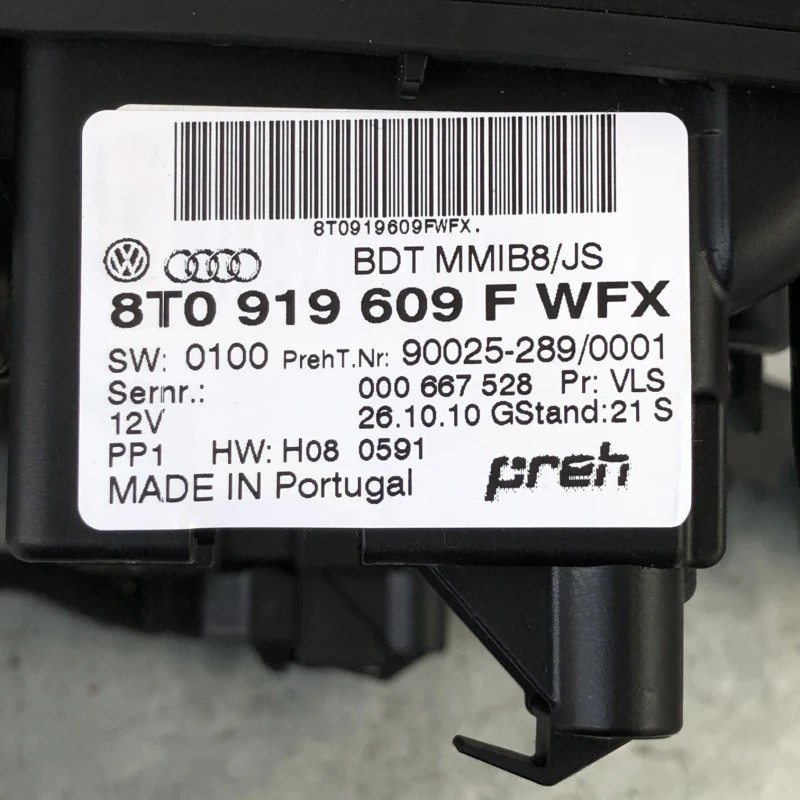 8T0919609FWFX.
BDT MMIB8/JS
8T0 919 609 F WFX
SW: 0100 PrehT.Nr: 90025-289/0001
Sernr.: 000 667 528 Pr: VLS
12V 26.10.10 GStand:21 S
PP1 HW: H08 0591
MADE IN Portugal preh